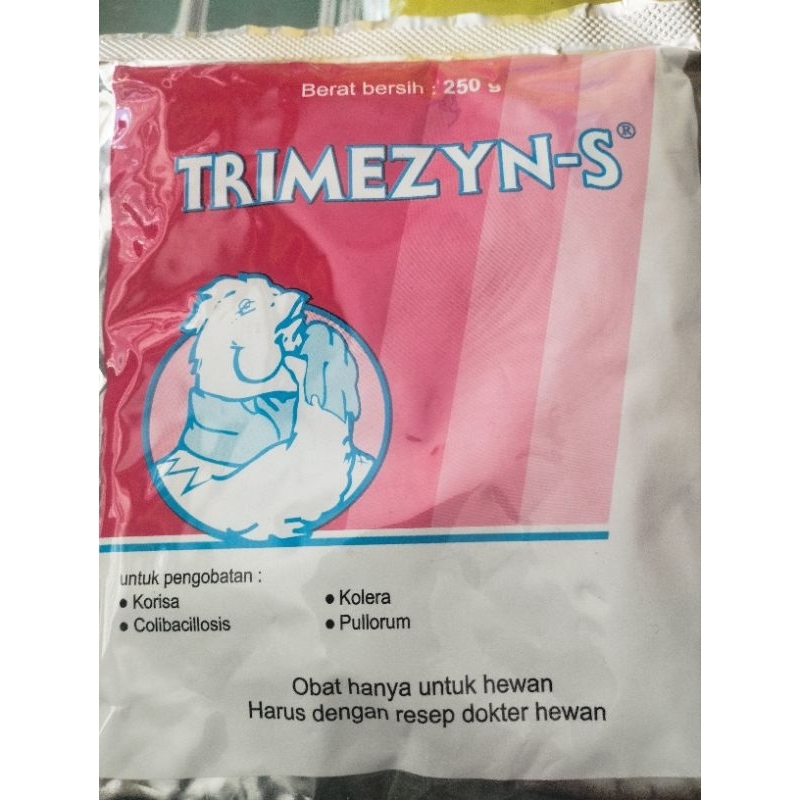 Berat bersih : 250 g
TRIMEZYN-S®
untuk pengobatan :
• Korisa
• Kolera
• Colibacillosis
• Pullorum
Obat hanya untuk hewan
Harus dengan resep dokter hewan